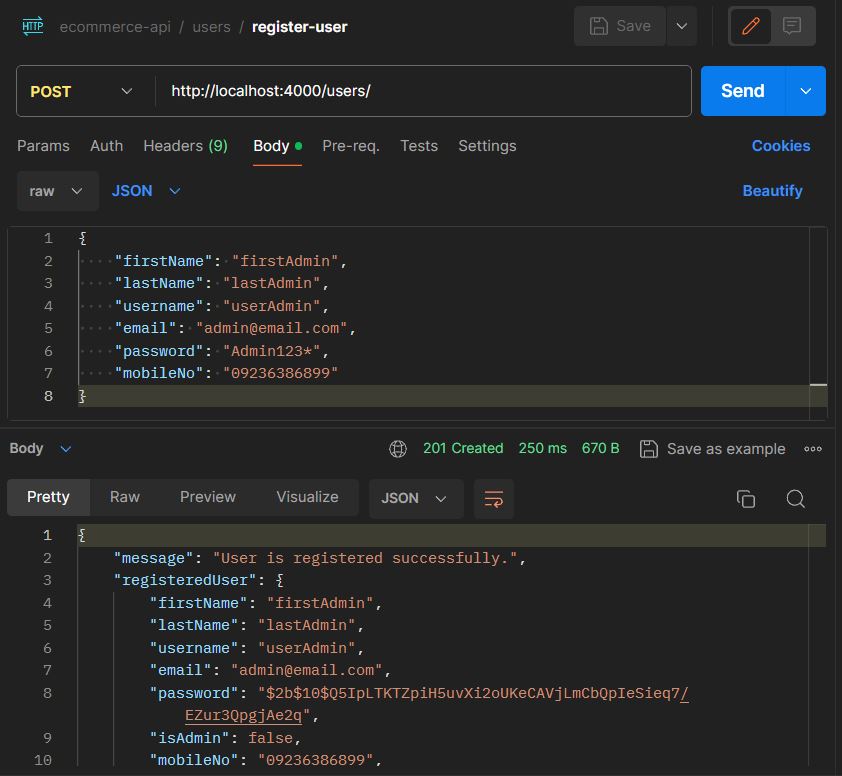 HTTP ecommerce-api / users / register-user Save
POST http://localhost:4000/users/ Send
Params Auth Headers (9) Body Pre-req. Tests Settings Cookies
raw JSON Beautify
1 {
2 "firstName": "firstAdmin",
3 "lastName": "lastAdmin",
4 "username": "userAdmin",
5 "email": "admin@email.com",
6 "password": "Admin123*",
7 "mobileNo": "09236386899"
8 }
Body 201 Created 250 ms 670 B Save as example
Pretty Raw Preview Visualize JSON
1 {
2 "message": "User is registered successfully.",
3 "registeredUser": {
4 "firstName": "firstAdmin",
5 "lastName": "lastAdmin",
6 "username": "userAdmin",
7 "email": "admin@email.com",
8 "password": "$2b$10$Q5IpLTKTZpiH5uvXi2oUKeCAVjLmCbQpIeSieq7/
EZur3QpgjAe2q",
9 "isAdmin": false,
10 "mobileNo": "09236386899",